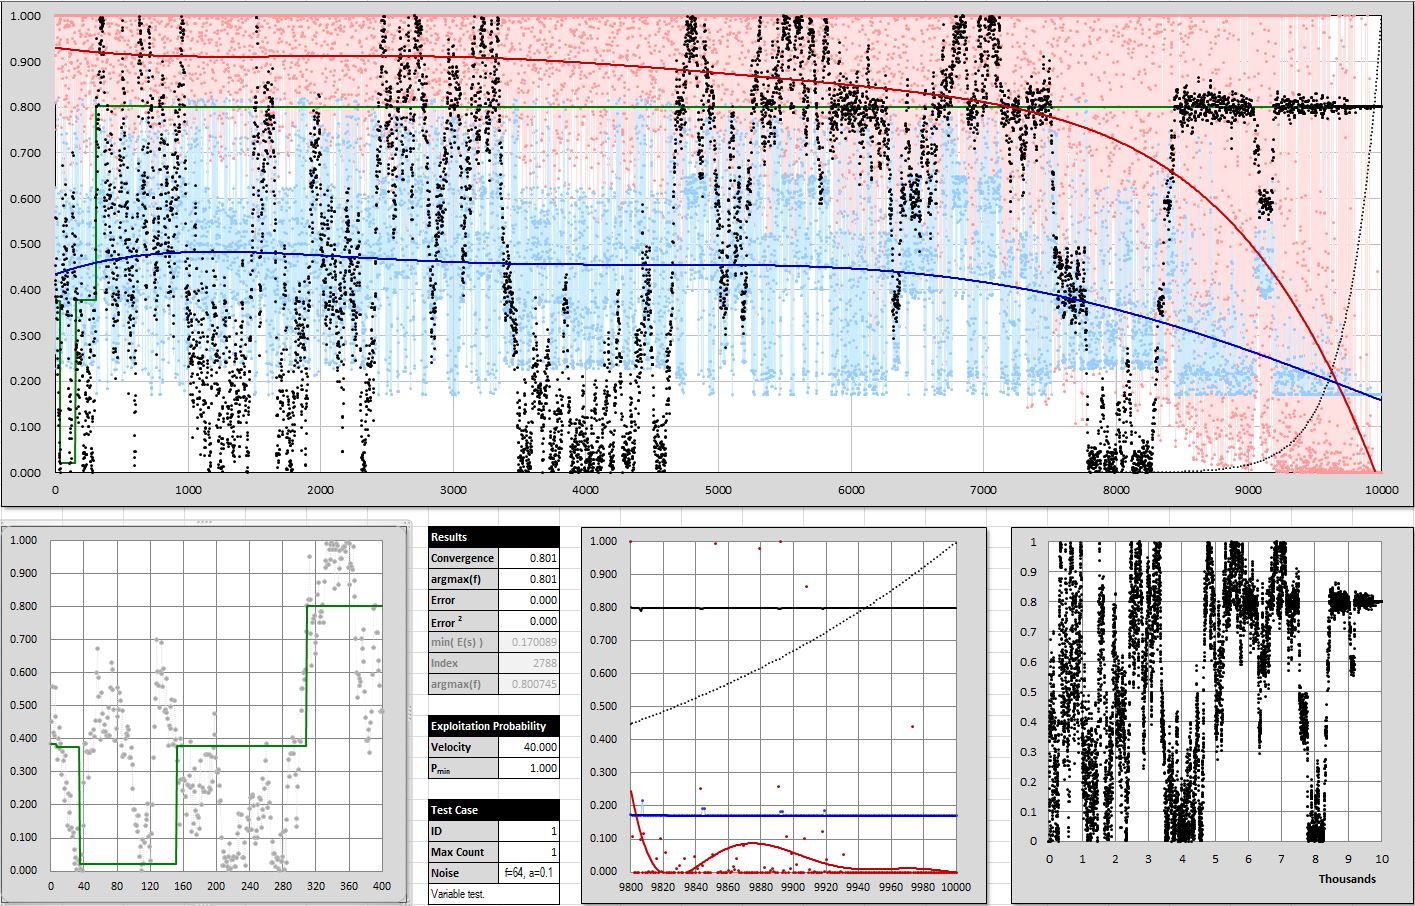 1.000
0.900
0.800
0.700
0.600
0.500
0.400
0.300
0.200
0.100
0.000
0 1000 2000 3000 4000 5000 6000 7000 8000 9000 10000
1.000
0.900
0.800
0.700
0.600
0.500
0.400
0.300
0.200
0.100
0.000
0 40 80 120 160 200 240 280 320 360 400
Results
Convergence 0.801
argmax(f) 0.801
Error 0.000
Error ² 0.000
min( E(s) ) 0.170089
Index 2788
argmax(f) 0.800745
Exploitation Probability
Velocity 40.000
Pmin 1.000
Test Case
ID 1
Max Count 1
Noise f=64, a=0.1
Variable test.
1.000
0.900
0.800
0.700
0.600
0.500
0.400
0.300
0.200
0.100
0.000
9800 9820 9840 9860 9880 9900 9920 9940 9960 9980 10000
1
0.9
0.8
0.7
0.6
0.5
0.4
0.3
0.2
0.1
0
0 1 2 3 4 5 6 7 8 9 10
Thousands